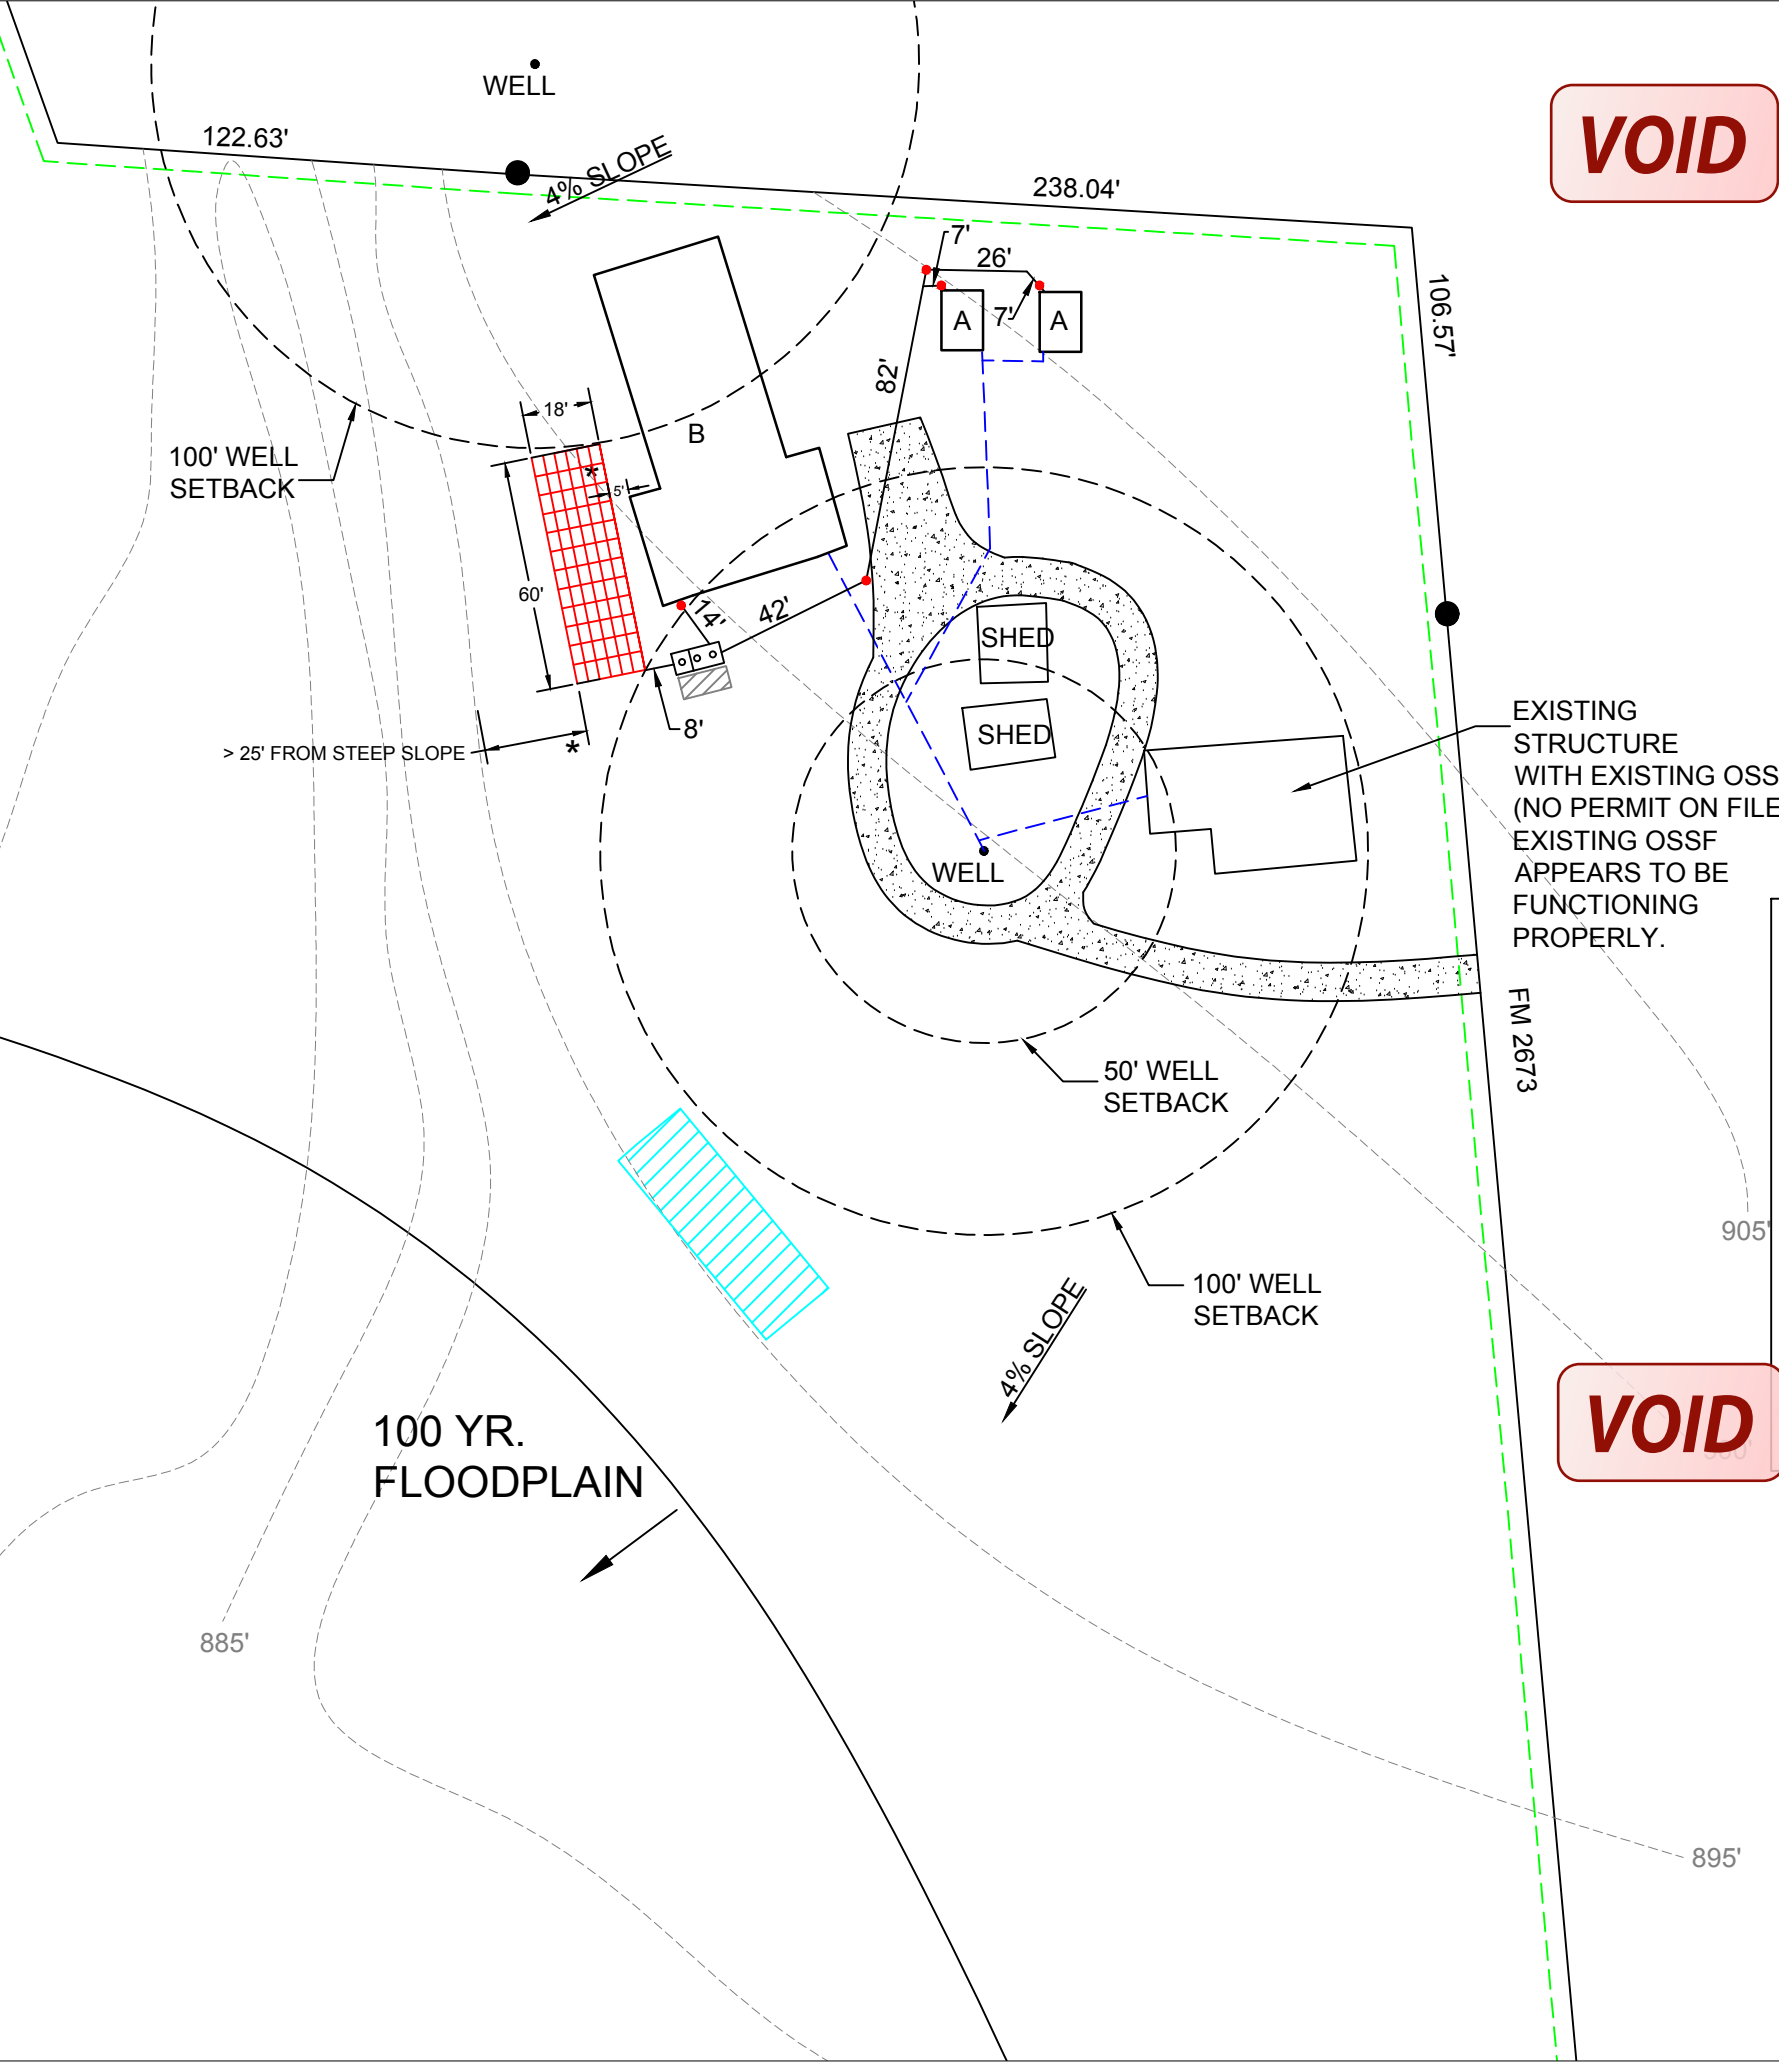 WELL
VOID
122.63'
4% SLOPE
238.04'
7'
26'
106.57'
A
7'
A
82'
18'
B
100' WELL
SETBACK
*
5'
60'
14'
42'
SHED
EXISTING
STRUCTURE
WITH EXISTING OSS
(NO PERMIT ON FILE
EXISTING OSSF
APPEARS TO BE
FUNCTIONING
PROPERLY.
8'
SHED
> 25' FROM STEEP SLOPE
*
WELL
FM 2673
50' WELL
SETBACK
905'
100' WELL
SETBACK
4% SLOPE
VOID
100 YR.
FLOODPLAIN
885'
895'